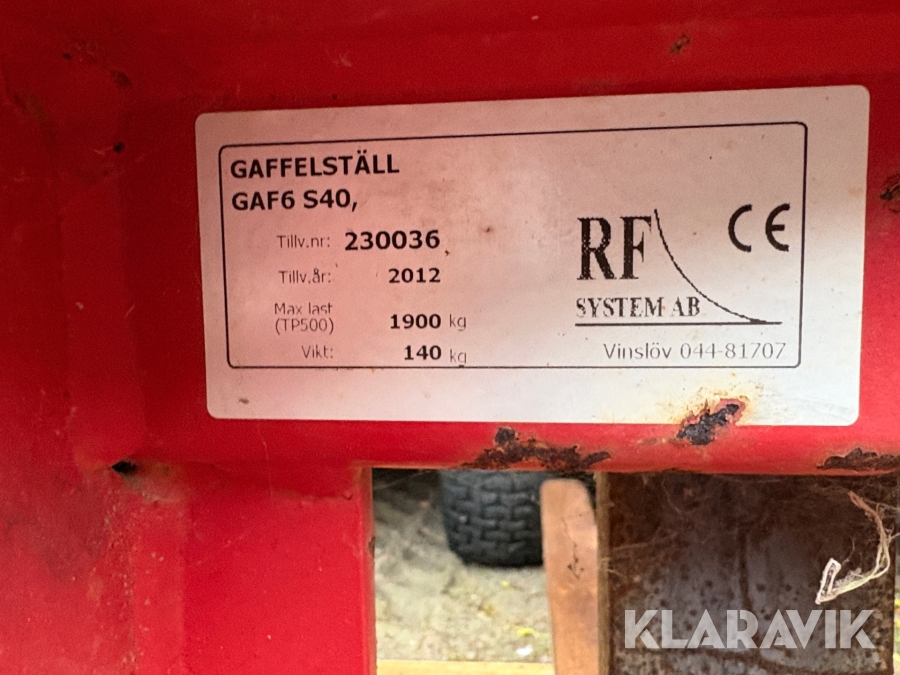 GAFFELSTÄLL
GAF6 S40,
Tillv.nr: 230036
Tillv.år: 2012
Max last
(TP500) 1900 kg
Vikt: 140 kg
RF
SYSTEM AB
CE
Vinslöv 044-81707
KLARAVIK